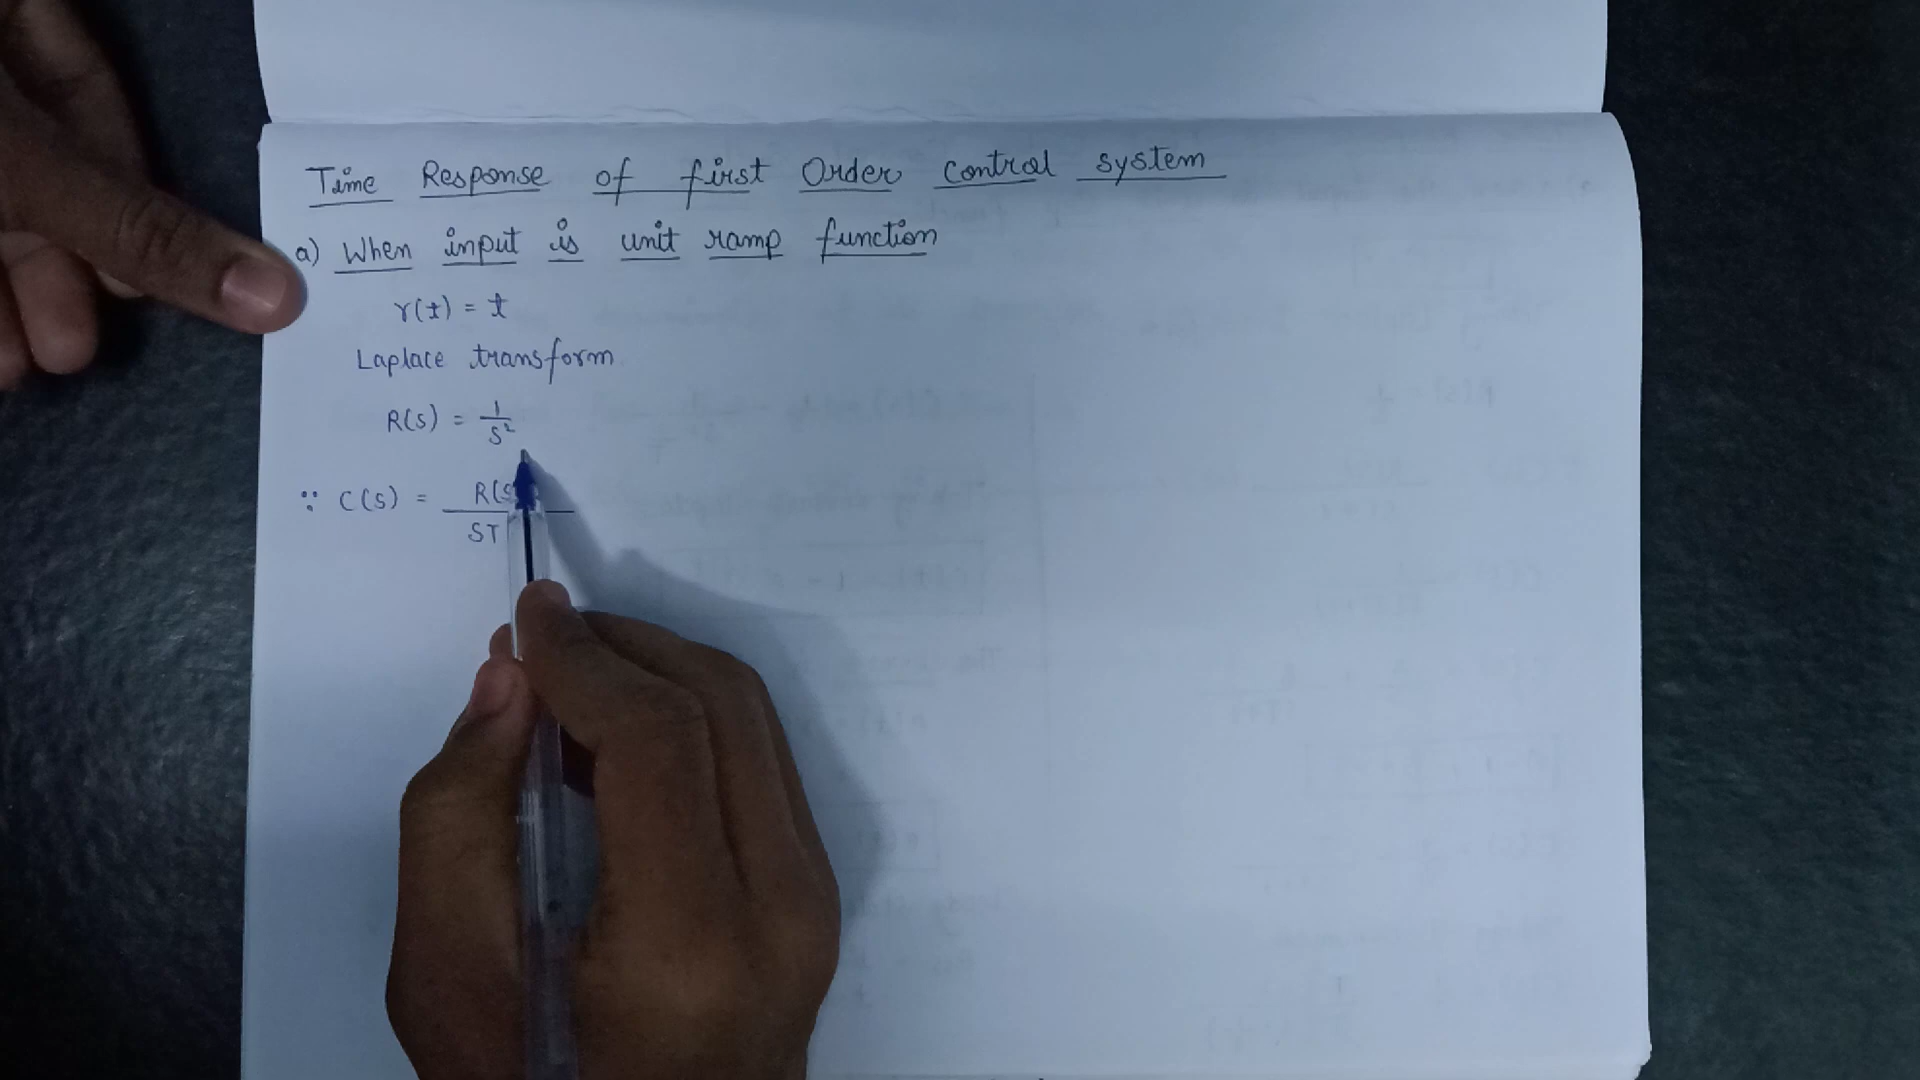 Time Response of first Order control system
a) When input is unit ramp function
r(t) = t
Laplace transform
R(s) = 1/s²
∵ C(s) = R(s / ST